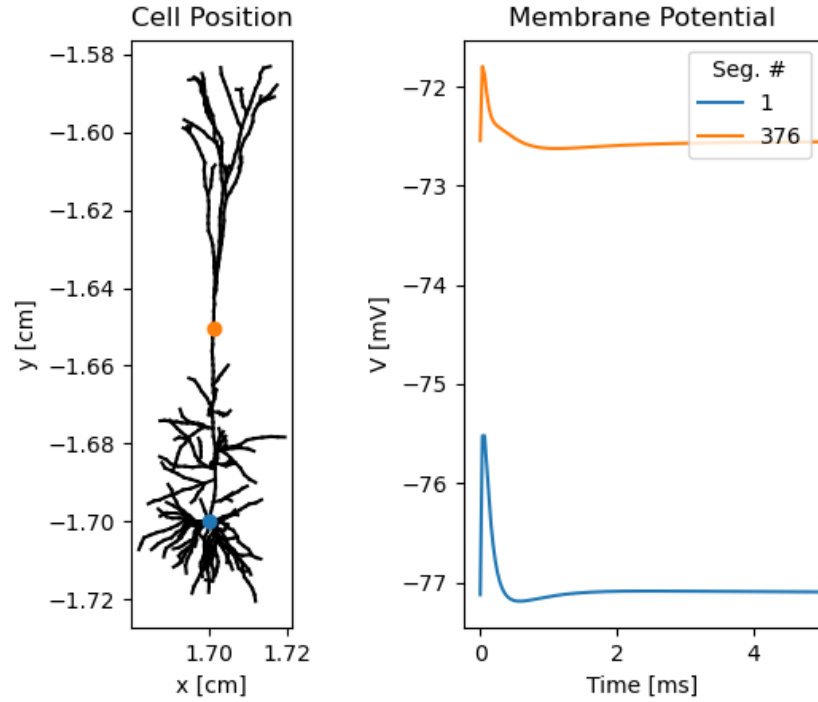 Cell Position
−1.58
−1.60
−1.62
−1.64
−1.66
−1.68
−1.70
−1.72
y [cm]
1.70 1.72
x [cm]
Membrane Potential
Seg. #
1
376
−72
−73
−74
−75
−76
−77
V [mV]
0 2 4
Time [ms]